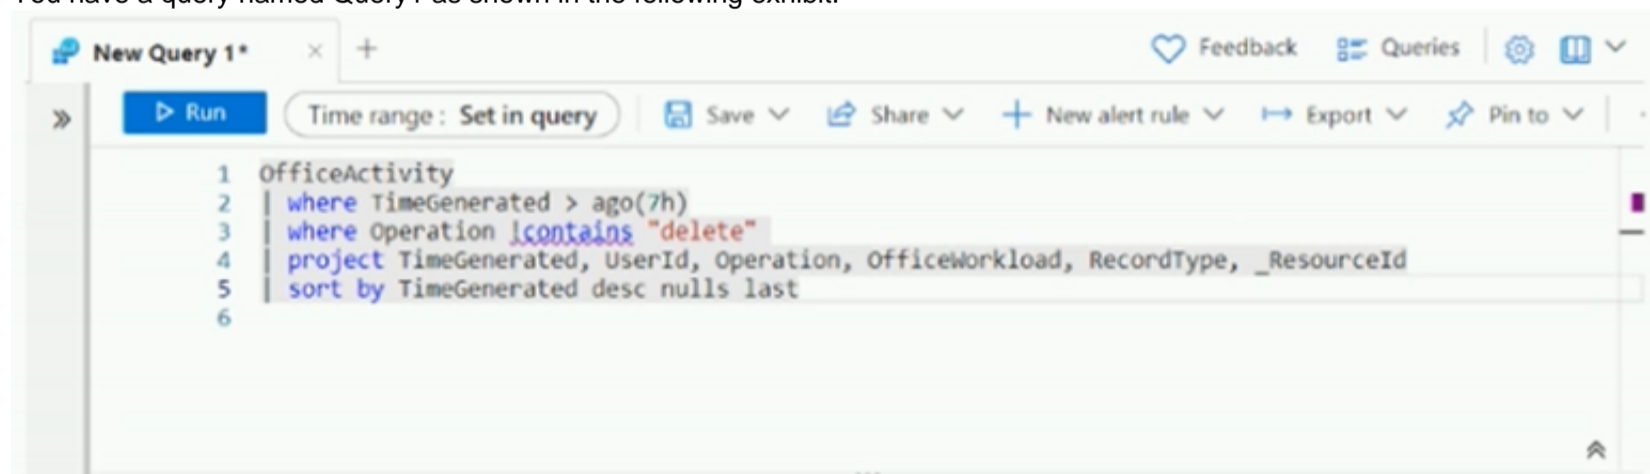 You have a query named Query1 as shown in the following exhibit.
New Query 1*
Feedback
Queries
Run
Time range : Set in query
Save
Share
New alert rule
Export
Pin to
1 OfficeActivity
2 | where TimeGenerated > ago(7h)
3 | where Operation !contains "delete"
4 | project TimeGenerated, UserId, Operation, OfficeWorkload, RecordType, _ResourceId
5 | sort by TimeGenerated desc nulls last
6